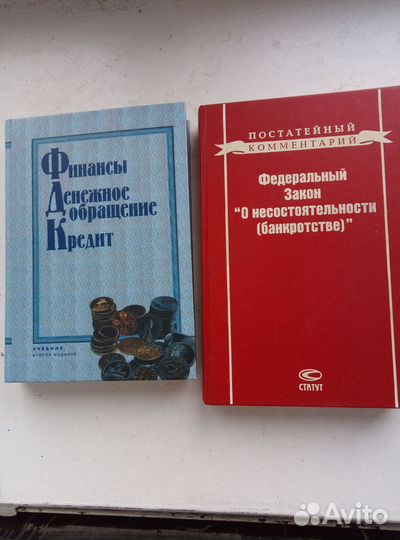 Финансы
Денежное
обращение
Кредит
УЧЕБНИК
ВТОРОЕ ИЗДАНИЕ
ПОСТАТЕЙНЫЙ
КОММЕНТАРИЙ
Федеральный
Закон
“О несостоятельности
(банкротстве)”
СТАТУТ
Avito